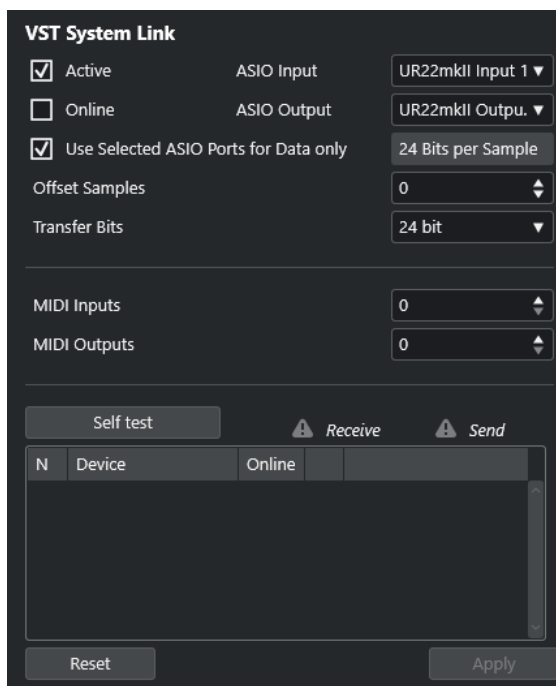 VST System Link
Active ASIO Input UR22mkII Input 1
Online ASIO Output UR22mkII Outpu.
Use Selected ASIO Ports for Data only 24 Bits per Sample
Offset Samples 0
Transfer Bits 24 bit
MIDI Inputs 0
MIDI Outputs 0
Self test Receive Send
N Device Online
Reset Apply